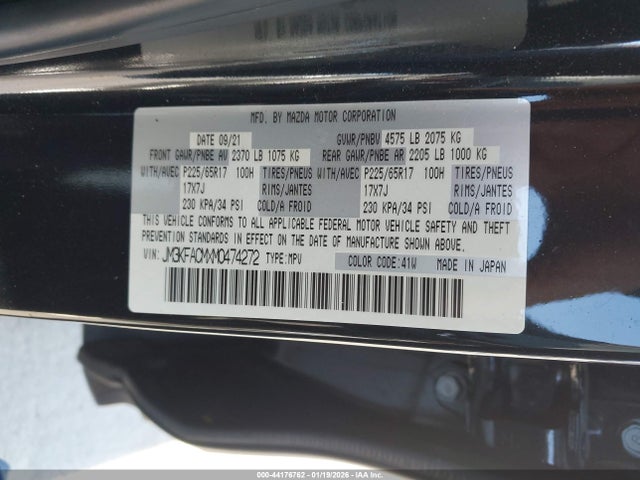 MFD. BY MAZDA MOTOR CORPORATION
DATE 09/21 GVWR/PNBV 4575 LB 2075 KG
FRONT GAWR/PNBE AV 2370 LB 1075 KG REAR GAWR/PNBE AR 2205 LB 1000 KG
WITH/AVEC P225/65R17 100H TIRES/PNEUS WITH/AVEC P225/65R17 100H TIRES/PNEUS
17X7J RIMS/JANTES 17X7J RIMS/JANTES
230 KPA/34 PSI COLD/A FROID 230 KPA/34 PSI COLD/A FROID
THIS VEHICLE CONFORMS TO ALL APPLICABLE FEDERAL MOTOR VEHICLE SAFETY AND THEFT
PREVENTION STANDARDS IN EFFECT ON THE DATE OF MANUFACTURE SHOWN ABOVE.
VIN: JM3KFACMXM0474272 TYPE:MPV COLOR CODE:41W MADE IN JAPAN
000-44176762 - 01/19/2026 - IAA Inc.